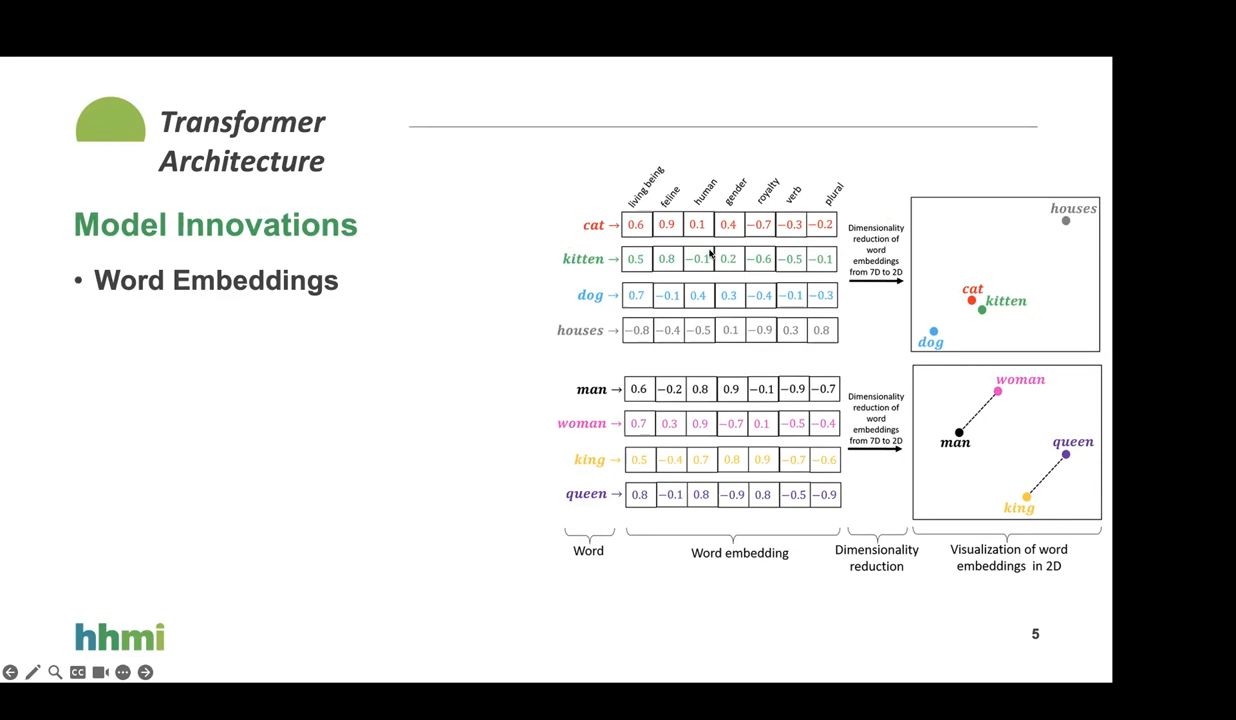 Transformer
Architecture
Model Innovations
• Word Embeddings
living being feline human gender royalty verb plural
cat → 0.6 0.9 0.1 0.4 −0.7 −0.3 −0.2
kitten → 0.5 0.8 −0.1 0.2 −0.6 −0.5 −0.1
dog → 0.7 −0.1 0.4 0.3 −0.4 −0.1 −0.3
houses → −0.8 −0.4 −0.5 0.1 −0.9 0.3 0.8
Dimensionality
reduction of
word
embeddings
from 7D to 2D
houses
cat
kitten
dog
man → 0.6 −0.2 0.8 0.9 −0.1 −0.9 −0.7
woman → 0.7 0.3 0.9 −0.7 0.1 −0.5 −0.4
king → 0.5 −0.4 0.7 0.8 0.9 −0.7 −0.6
queen → 0.8 −0.1 0.8 −0.9 0.8 −0.5 −0.9
Dimensionality
reduction of
word
embeddings
from 7D to 2D
woman
man
queen
king
Word
Word embedding
Dimensionality
reduction
Visualization of word
embeddings in 2D
hhmi
5
CC